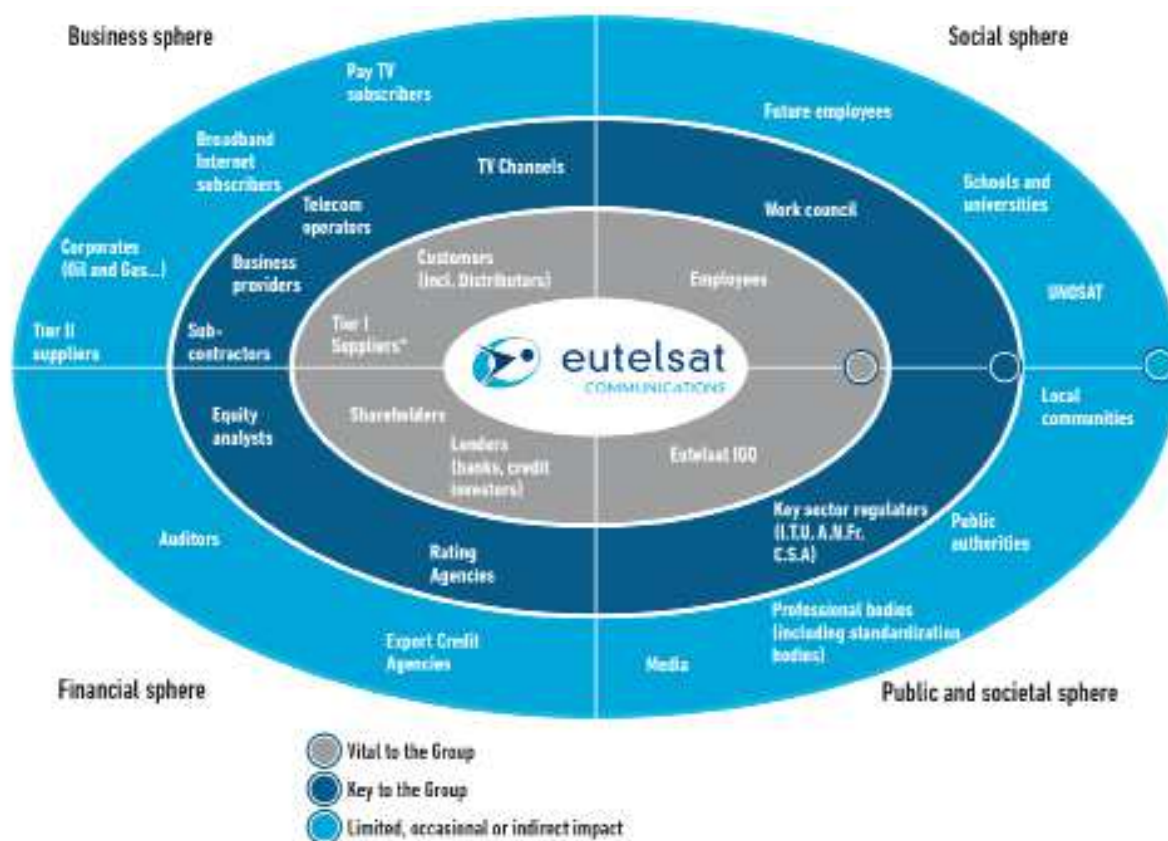 Business sphere
Social sphere
Pay TV
subscribers
Future employees
Broadband
Internet
subscribers
TV Channels
Schools and
universities
Telecom
operators
Work council
Corporates
(Oil and Gas...)
Business
providers
Customers
(incl. Distributors)
Employees
UNOSAT
Tier II
suppliers
Sub-
contractors
Tier I
Suppliers*
eutelsat
COMMUNICATIONS
Local
communities
Equity
analysts
Shareholders
Lenders
(banks, credit
investors)
Eutelsat IGO
Key sector regulaters
(I.T.U, A.N.Fr,
C.S.A)
Public
authorities
Auditors
Rating
Agencies
Professional bodies
(including standardization
bodies)
Export Credit
Agencies
Media
Financial sphere
Public and societal sphere
Vital to the Group
Key to the Group
Limited, occasional or indirect impact